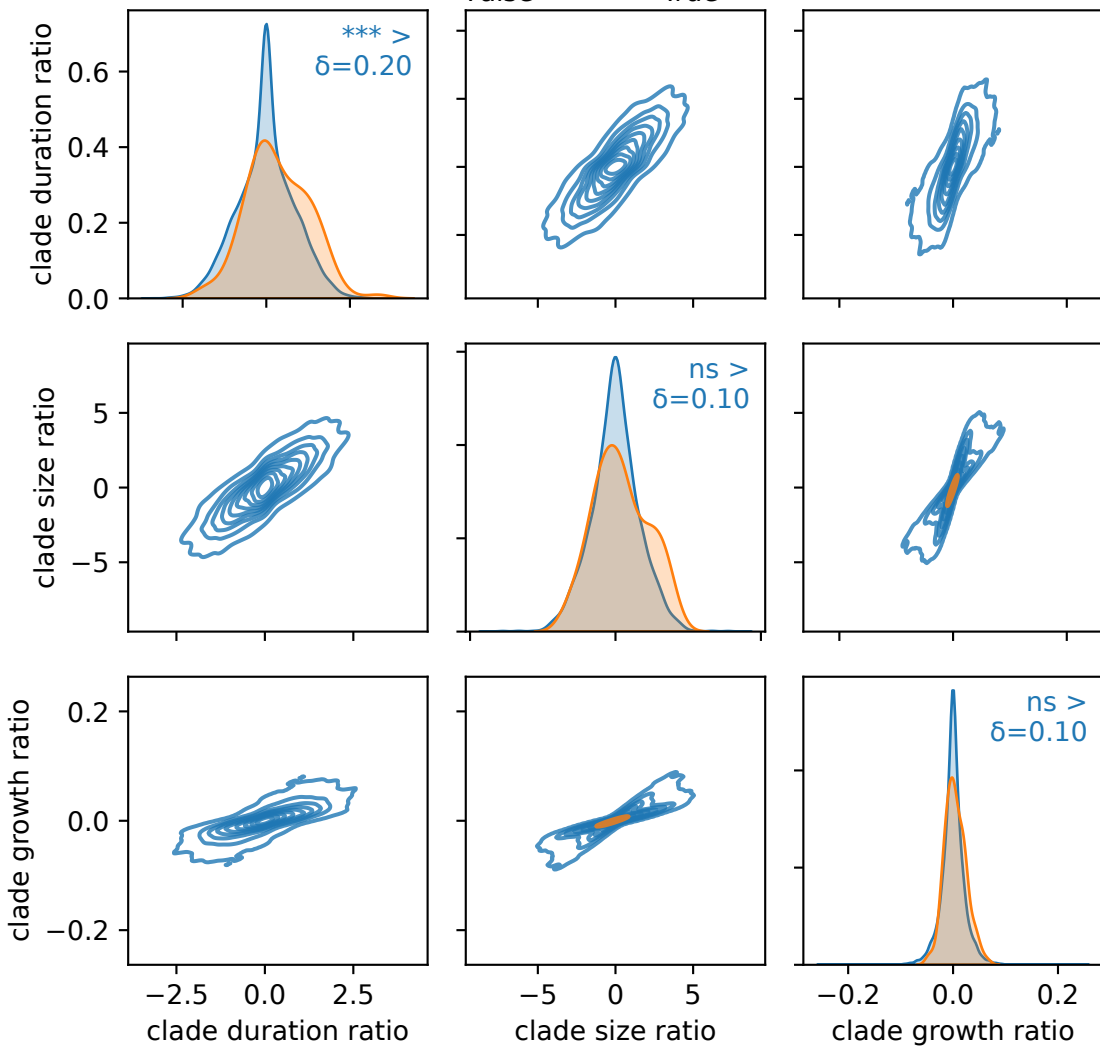 clade duration ratio
0.6
0.4
0.2
0.0
*** >
δ=0.20
clade size ratio
5
0
−5
ns >
δ=0.10
clade growth ratio
0.2
0.0
−0.2
ns >
δ=0.10
−2.5 0.0 2.5
−5 0 5
−0.2 0.0 0.2
clade duration ratio
clade size ratio
clade growth ratio